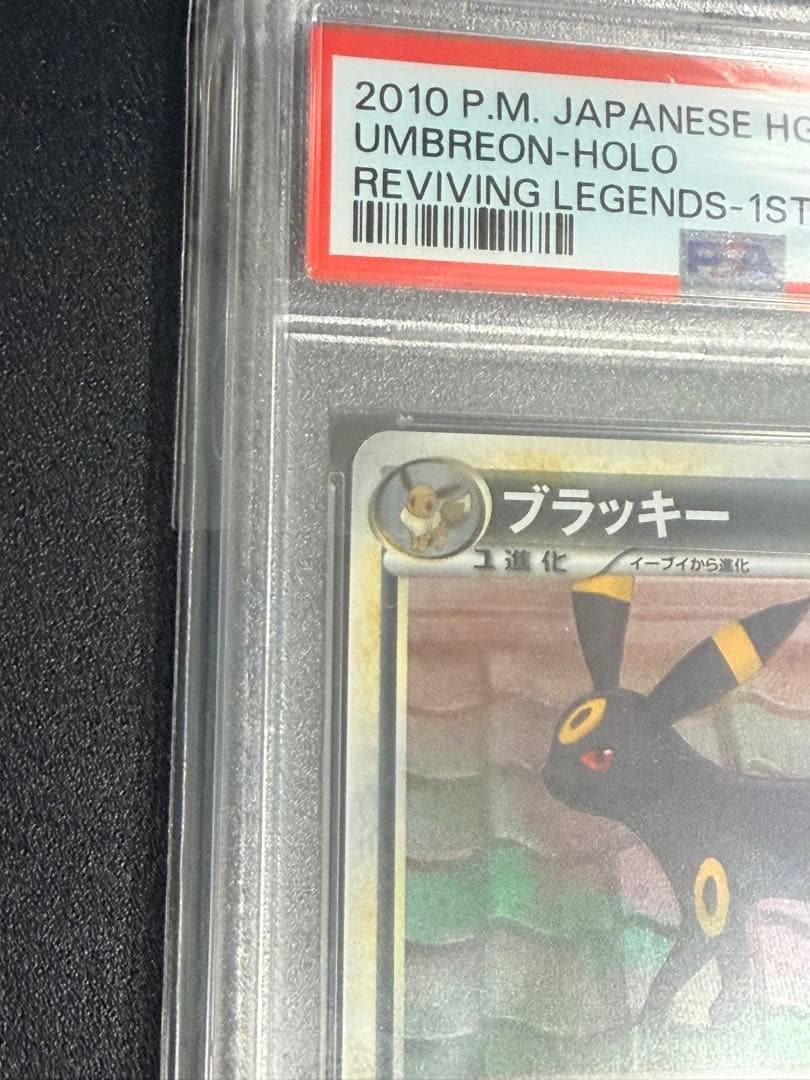 2010 P.M. JAPANESE HG
UMBREON-HOLO
REVIVING LEGENDS-1ST
PSA
ブラッキー
1進化
イーブイから進化